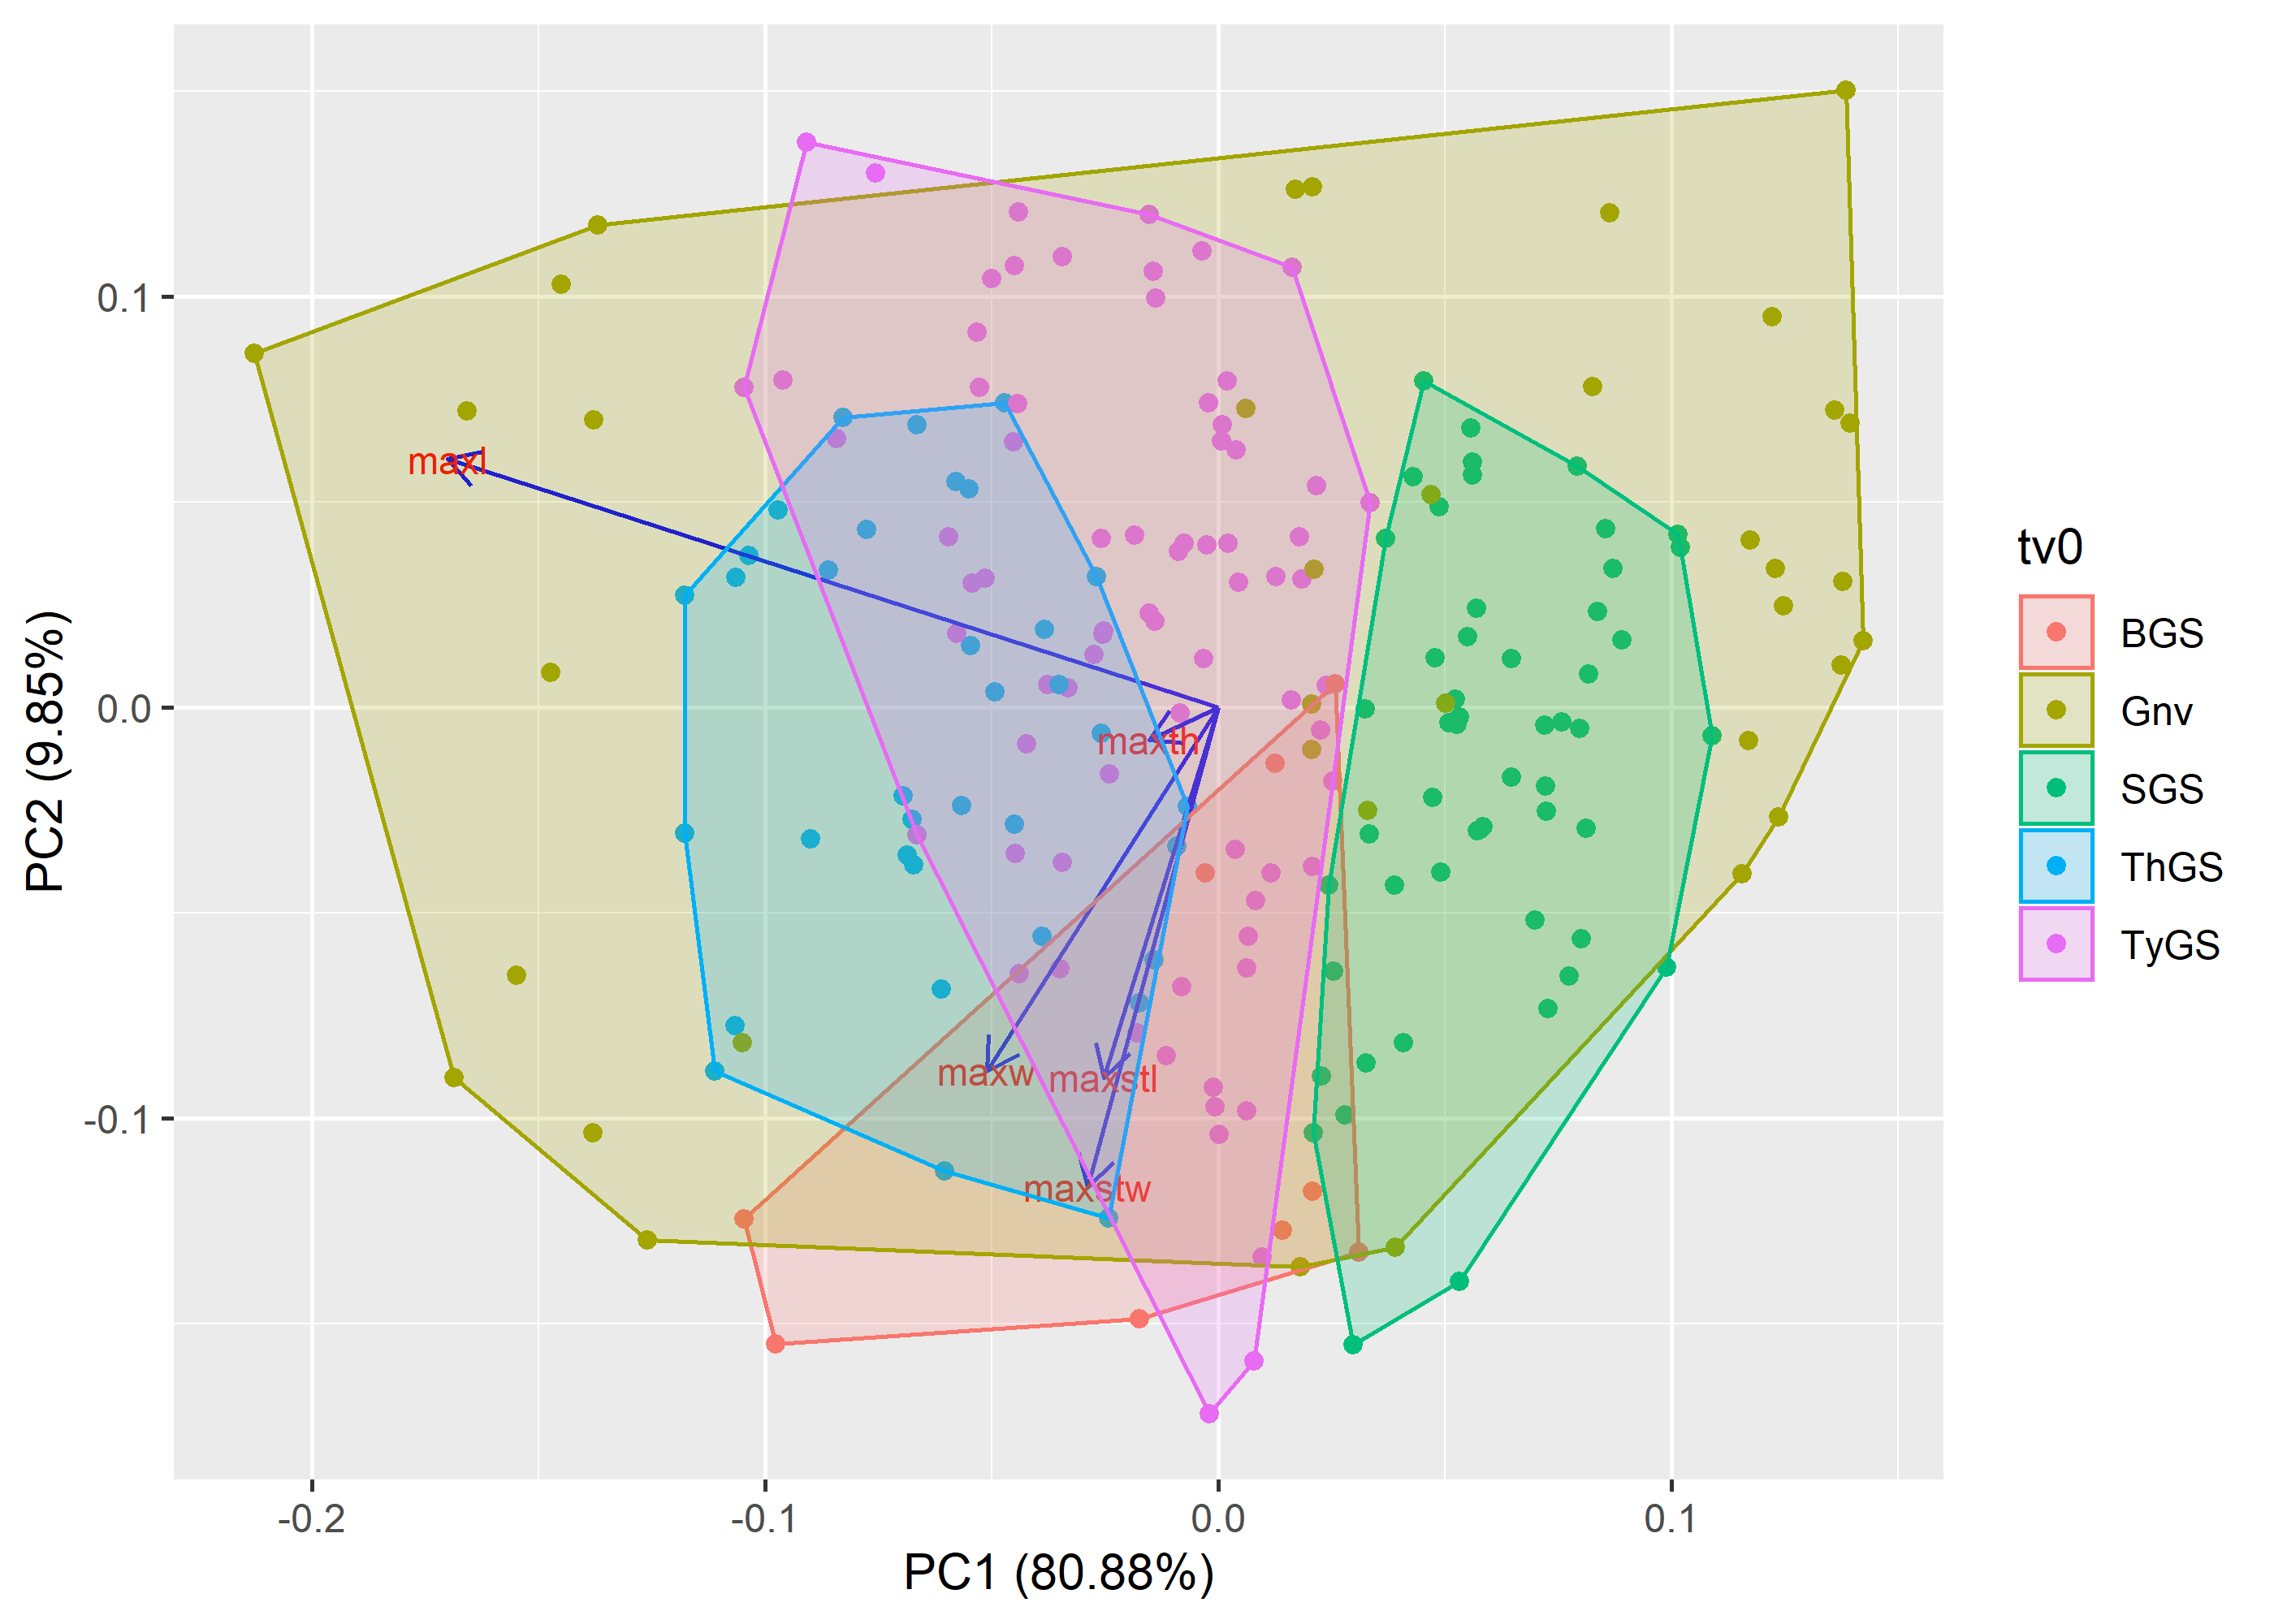 0.1
0.0
-0.1
PC2 (9.85%)
maxl
maxth
maxw
maxstl
maxstw
-0.2
-0.1
0.0
0.1
PC1 (80.88%)
tv0
BGS
Gnv
SGS
ThGS
TyGS